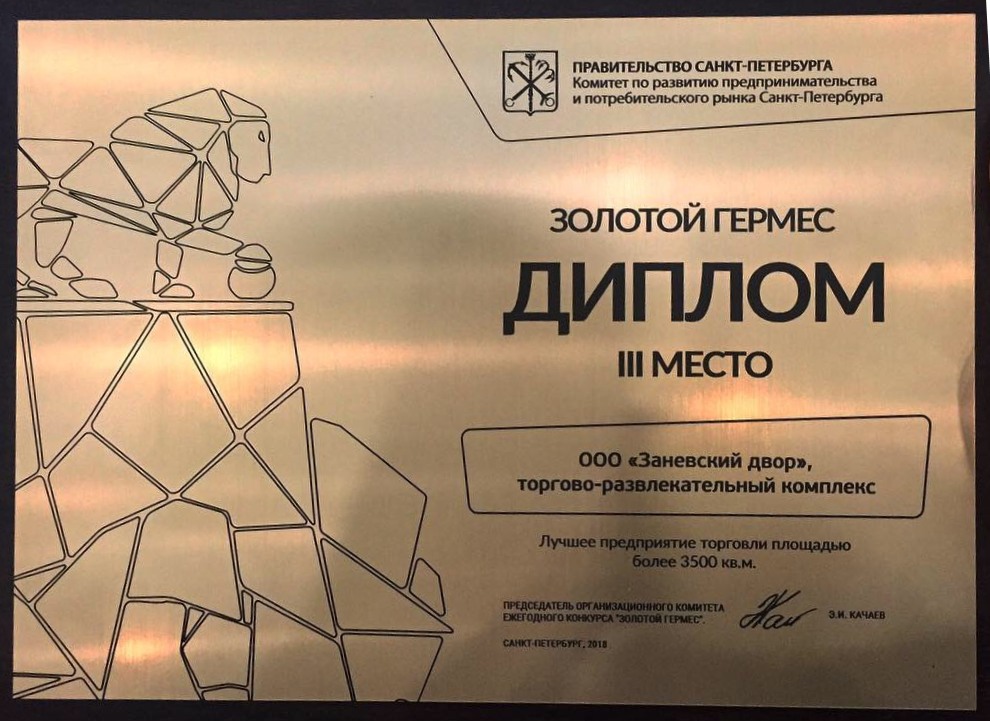 ПРАВИТЕЛЬСТВО САНКТ-ПЕТЕРБУРГА
Комитет по развитию предпринимательства
и потребительского рынка Санкт-Петербурга
ЗОЛОТОЙ ГЕРМЕС
ДИПЛОМ
III МЕСТО
ООО «Заневский двор»,
торгово-развлекательный комплекс
Лучшее предприятие торговли площадью
более 3500 кв.м.
ПРЕДСЕДАТЕЛЬ ОРГАНИЗАЦИОННОГО КОМИТЕТА
ЕЖЕГОДНОГО КОНКУРСА "ЗОЛОТОЙ ГЕРМЕС".
Э.И. КАЧАЕВ
САНКТ-ПЕТЕРБУРГ, 2018